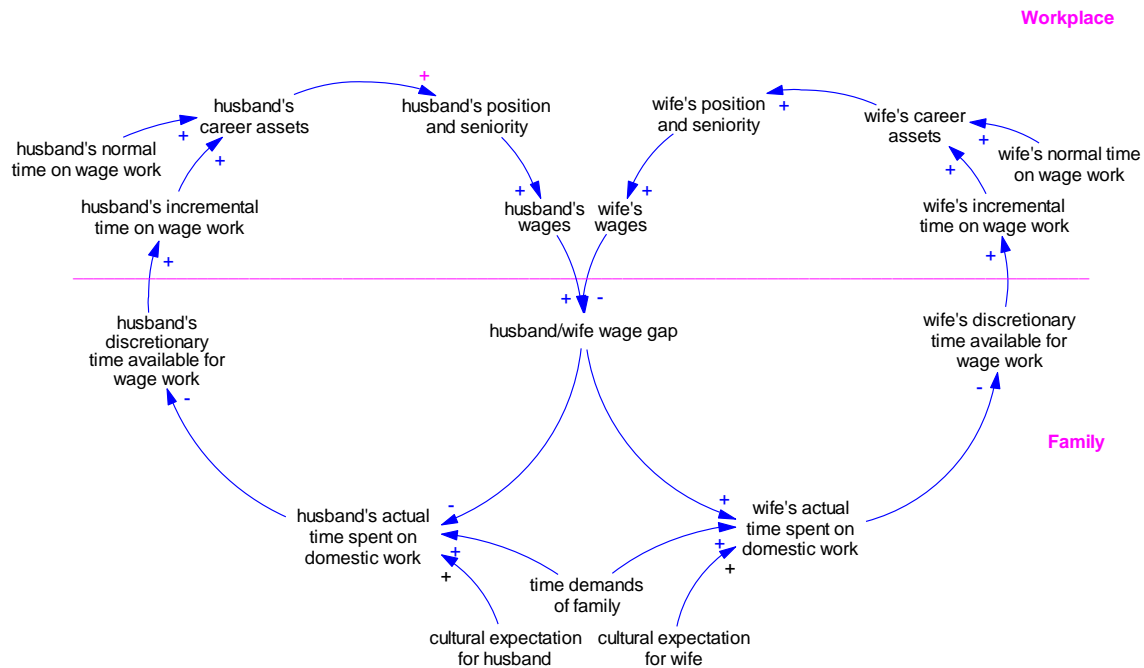 Workplace
husband's
career assets
+
husband's position
and seniority
wife's position
and seniority
+
wife's career
assets
+
husband's normal
time on wage work
+
+
wife's normal time
on wage work
+
husband's incremental
time on wage work
+
husband's
wages
+
wife's
wages
wife's incremental
time on wage work
+
+
+
-
husband's
discretionary
time available for
wage work
husband/wife wage gap
wife's discretionary
time available for
wage work
-
-
Family
husband's actual
time spent on
domestic work
-
+
+
+
wife's actual
time spent on
domestic work
+
+
time demands
of family
cultural expectation
for husband
cultural expectation
for wife